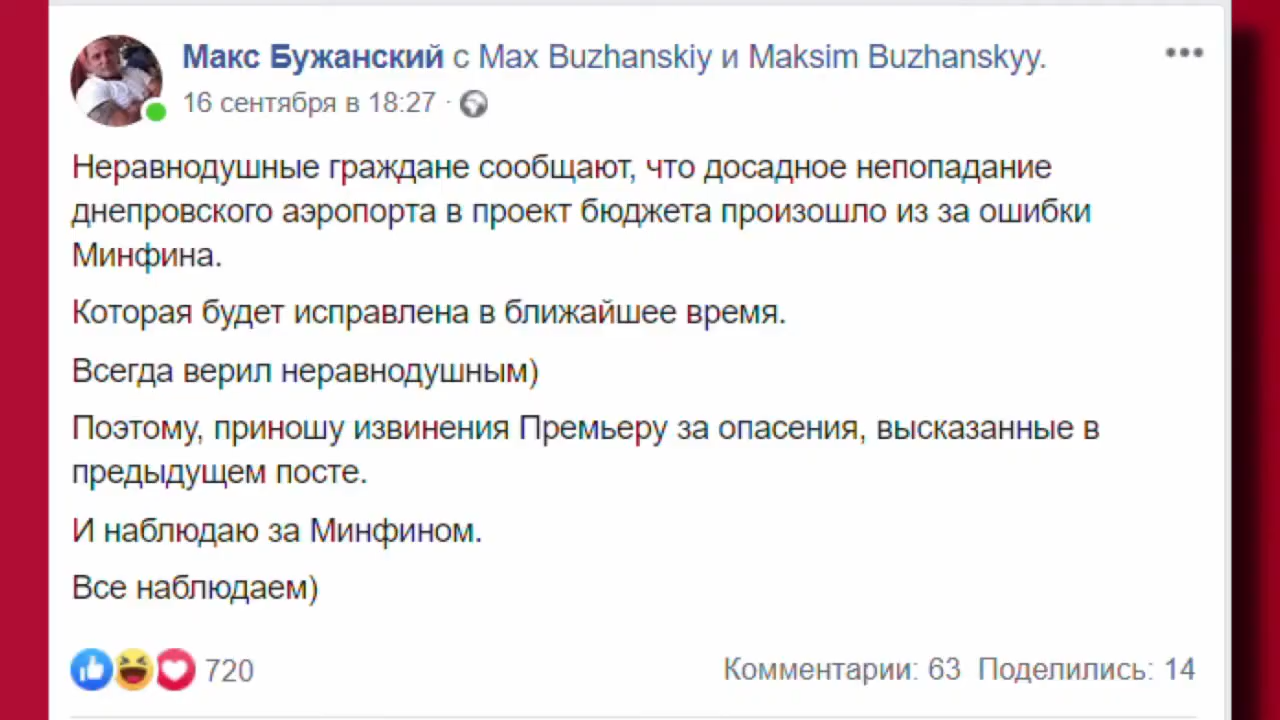 Макс Бужанский с Max Buzhanskiy и Maksim Buzhanskyy.
16 сентября в 18:27 ·
Неравнодушные граждане сообщают, что досадное непопадание
днепровского аэропорта в проект бюджета произошло из за ошибки
Минфина.
Которая будет исправлена в ближайшее время.
Всегда верил неравнодушным)
Поэтому, приношу извинения Премьеру за опасения, высказанные в
предыдущем посте.
И наблюдаю за Минфином.
Все наблюдаем)
720 Комментарии: 63 Поделились: 14